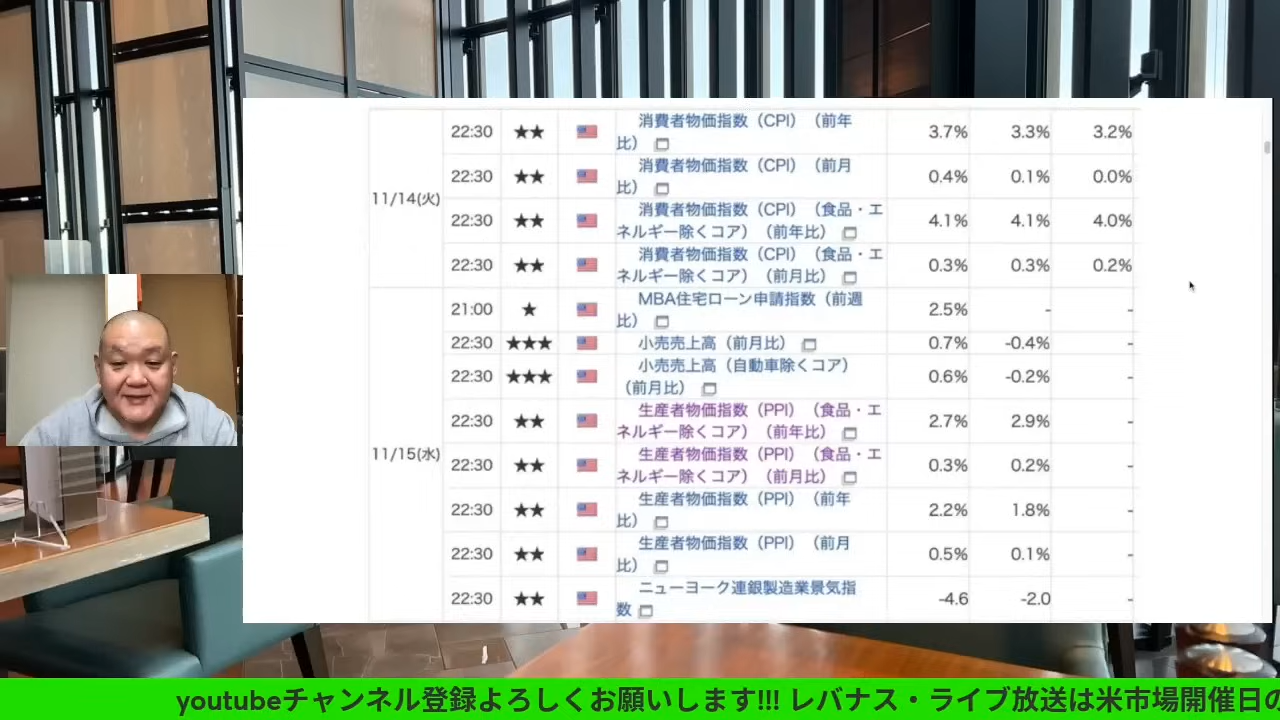 11/14(火)
22:30 ★★ 消費者物価指数（CPI）（前年
比） 3.7% 3.3% 3.2%
22:30 ★★ 消費者物価指数（CPI）（前月
比） 0.4% 0.1% 0.0%
22:30 ★★ 消費者物価指数（CPI）（食品・エ
ネルギー除くコア）（前年比） 4.1% 4.1% 4.0%
22:30 ★★ 消費者物価指数（CPI）（食品・エ
ネルギー除くコア）（前月比） 0.3% 0.3% 0.2%
11/15(水)
21:00 ★ MBA住宅ローン申請指数（前週
比） 2.5% - -
22:30 ★★★ 小売売上高（前月比） 0.7% -0.4% -
22:30 ★★★ 小売売上高（自動車除くコア）
（前月比） 0.6% -0.2% -
22:30 ★★ 生産者物価指数（PPI）（食品・エ
ネルギー除くコア）（前年比） 2.7% 2.9% -
22:30 ★★ 生産者物価指数（PPI）（食品・エ
ネルギー除くコア）（前月比） 0.3% 0.2% -
22:30 ★★ 生産者物価指数（PPI）（前年
比） 2.2% 1.8% -
22:30 ★★ 生産者物価指数（PPI）（前月
比） 0.5% 0.1% -
22:30 ★★ ニューヨーク連銀製造業景気指
数 -4.6 -2.0 -
youtubeチャンネル登録よろしくお願いします!!! レバナス・ライブ放送は米市場開催日の